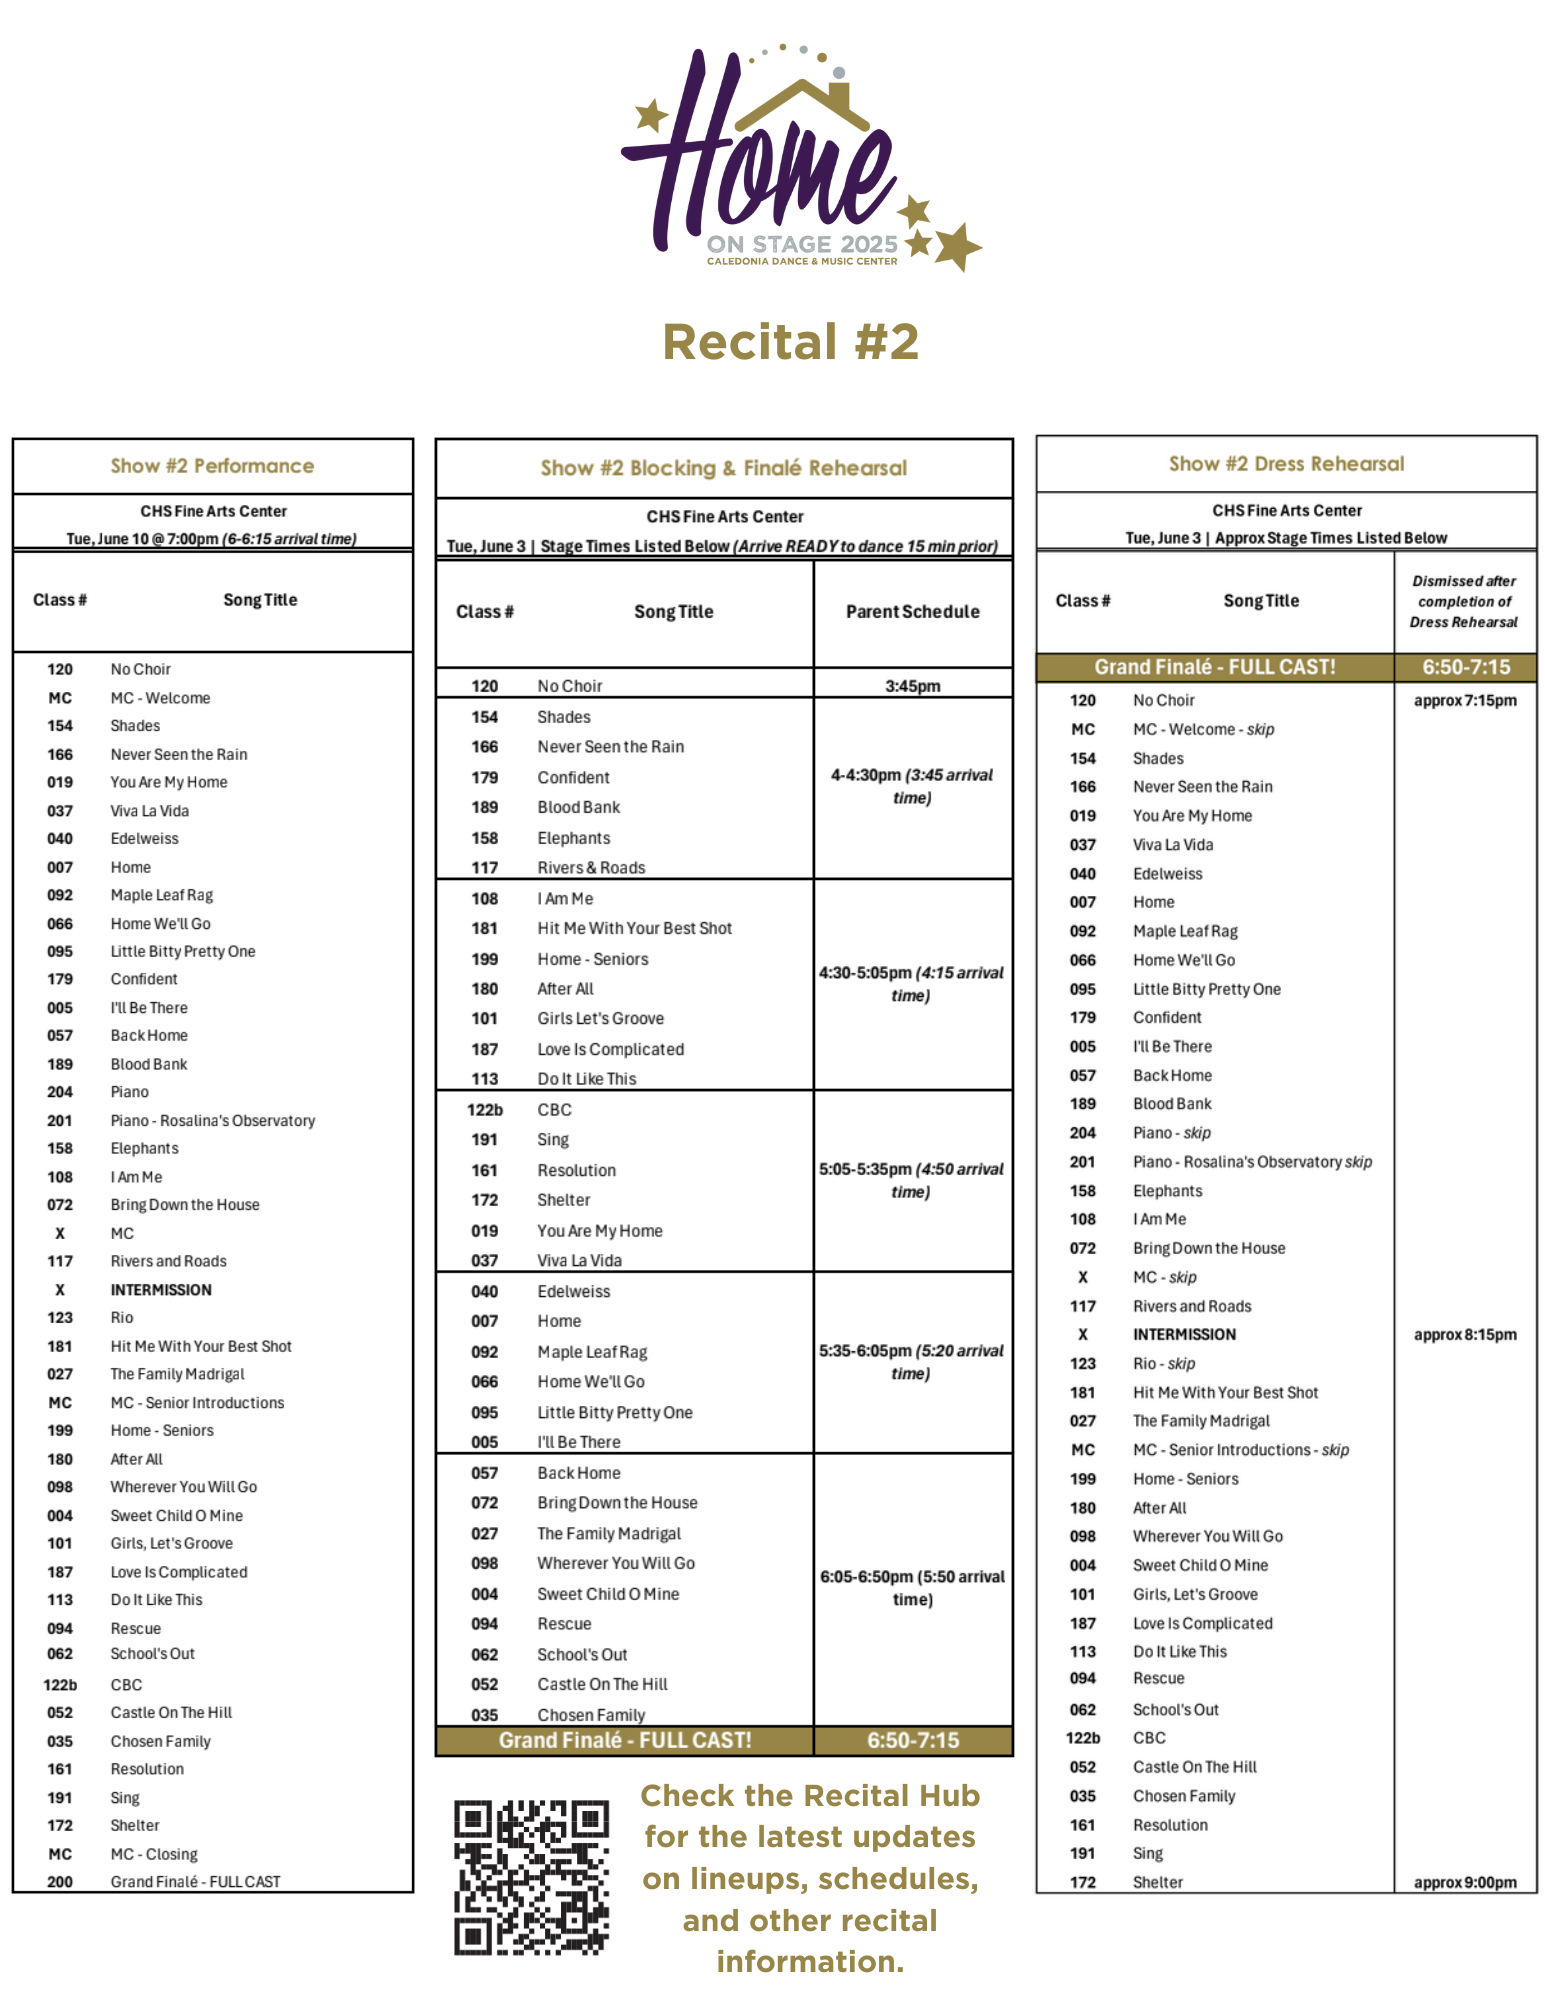 Home
ON STAGE 2025
CALEDONIA DANCE & MUSIC CENTER
Recital #2
Show #2 Performance
CHS Fine Arts Center
Tue, June 10 @ 7:00pm (6-6:15 arrival time)
Class # Song Title
120 No Choir
MC MC - Welcome
154 Shades
166 Never Seen the Rain
019 You Are My Home
037 Viva La Vida
040 Edelweiss
007 Home
092 Maple Leaf Rag
066 Home We'll Go
095 Little Bitty Pretty One
179 Confident
005 I'll Be There
057 Back Home
189 Blood Bank
204 Piano
201 Piano - Rosalina's Observatory
158 Elephants
108 I Am Me
072 Bring Down the House
X MC
117 Rivers and Roads
X INTERMISSION
123 Rio
181 Hit Me With Your Best Shot
027 The Family Madrigal
MC MC - Senior Introductions
199 Home - Seniors
180 After All
098 Wherever You Will Go
004 Sweet Child O Mine
101 Girls, Let's Groove
187 Love Is Complicated
113 Do It Like This
094 Rescue
062 School's Out
122b CBC
052 Castle On The Hill
035 Chosen Family
161 Resolution
191 Sing
172 Shelter
MC MC - Closing
200 Grand Finalé - FULL CAST
Show #2 Blocking & Finalé Rehearsal
CHS Fine Arts Center
Tue, June 3 | Stage Times Listed Below (Arrive READY to dance 15 min prior)
Class # Song Title Parent Schedule
120 No Choir 3:45pm
154 Shades
166 Never Seen the Rain
179 Confident
4-4:30pm (3:45 arrival
time)
189 Blood Bank
158 Elephants
117 Rivers & Roads
108 I Am Me
181 Hit Me With Your Best Shot
199 Home - Seniors
4:30-5:05pm (4:15 arrival
time)
180 After All
101 Girls Let's Groove
187 Love Is Complicated
113 Do It Like This
122b CBC
191 Sing
161 Resolution
5:05-5:35pm (4:50 arrival
time)
172 Shelter
019 You Are My Home
037 Viva La Vida
040 Edelweiss
007 Home
092 Maple Leaf Rag
5:35-6:05pm (5:20 arrival
time)
066 Home We'll Go
095 Little Bitty Pretty One
005 I'll Be There
057 Back Home
072 Bring Down the House
027 The Family Madrigal
098 Wherever You Will Go
6:05-6:50pm (5:50 arrival
time)
004 Sweet Child O Mine
094 Rescue
062 School's Out
052 Castle On The Hill
035 Chosen Family
Grand Finalé - FULL CAST! 6:50-7:15
Check the Recital Hub
for the latest updates
on lineups, schedules,
and other recital
information.
Show #2 Dress Rehearsal
CHS Fine Arts Center
Tue, June 3 | Approx Stage Times Listed Below
Class # Song Title
Dismissed after
completion of
Dress Rehearsal
Grand Finalé - FULL CAST! 6:50-7:15
120 No Choir approx 7:15pm
MC MC - Welcome - skip
154 Shades
166 Never Seen the Rain
019 You Are My Home
037 Viva La Vida
040 Edelweiss
007 Home
092 Maple Leaf Rag
066 Home We'll Go
095 Little Bitty Pretty One
179 Confident
005 I'll Be There
057 Back Home
189 Blood Bank
204 Piano - skip
201 Piano - Rosalina's Observatory skip
158 Elephants
108 I Am Me
072 Bring Down the House
X MC - skip
117 Rivers and Roads
X INTERMISSION approx 8:15pm
123 Rio - skip
181 Hit Me With Your Best Shot
027 The Family Madrigal
MC MC - Senior Introductions - skip
199 Home - Seniors
180 After All
098 Wherever You Will Go
004 Sweet Child O Mine
101 Girls, Let's Groove
187 Love Is Complicated
113 Do It Like This
094 Rescue
062 School's Out
122b CBC
052 Castle On The Hill
035 Chosen Family
161 Resolution
191 Sing
172 Shelter approx 9:00pm